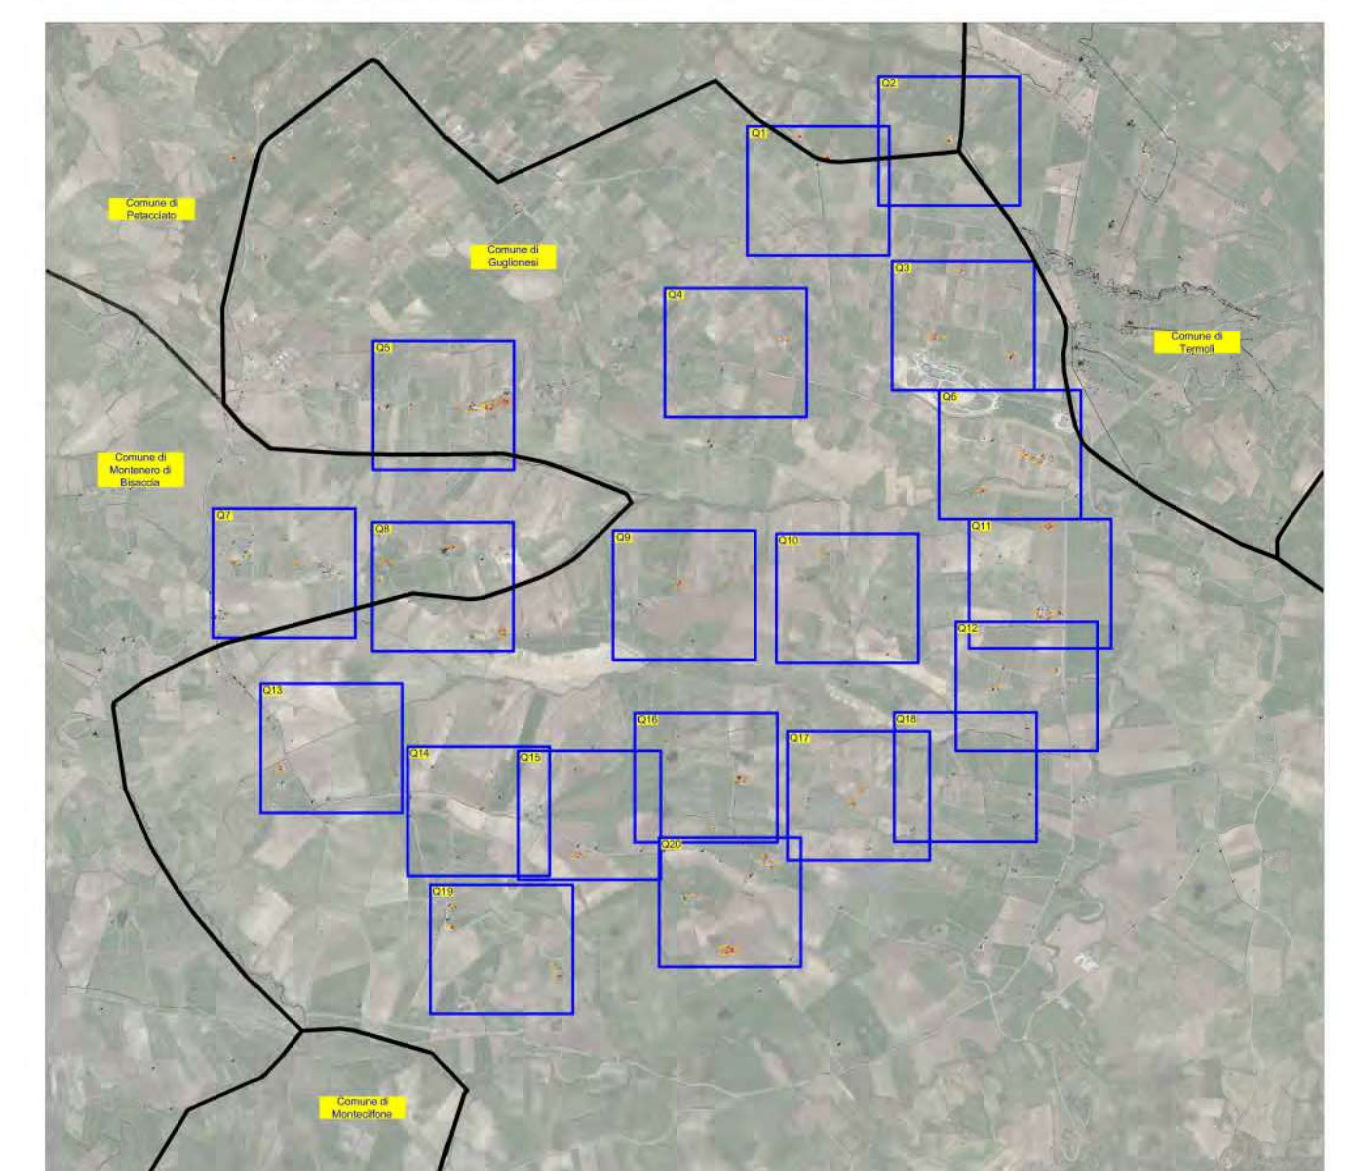 Q2
Q1
Comune di
Petacciato
Comune di
Guglionesi
Q3
Q4
Comune di
Termoli
Q5
Q6
Comune di
Montenero di
Bisaccia
Q7
Q8
Q9
Q10
Q11
Q12
Q13
Q14
Q15
Q16
Q17
Q18
Q20
Q19
Comune di
Montecilfone